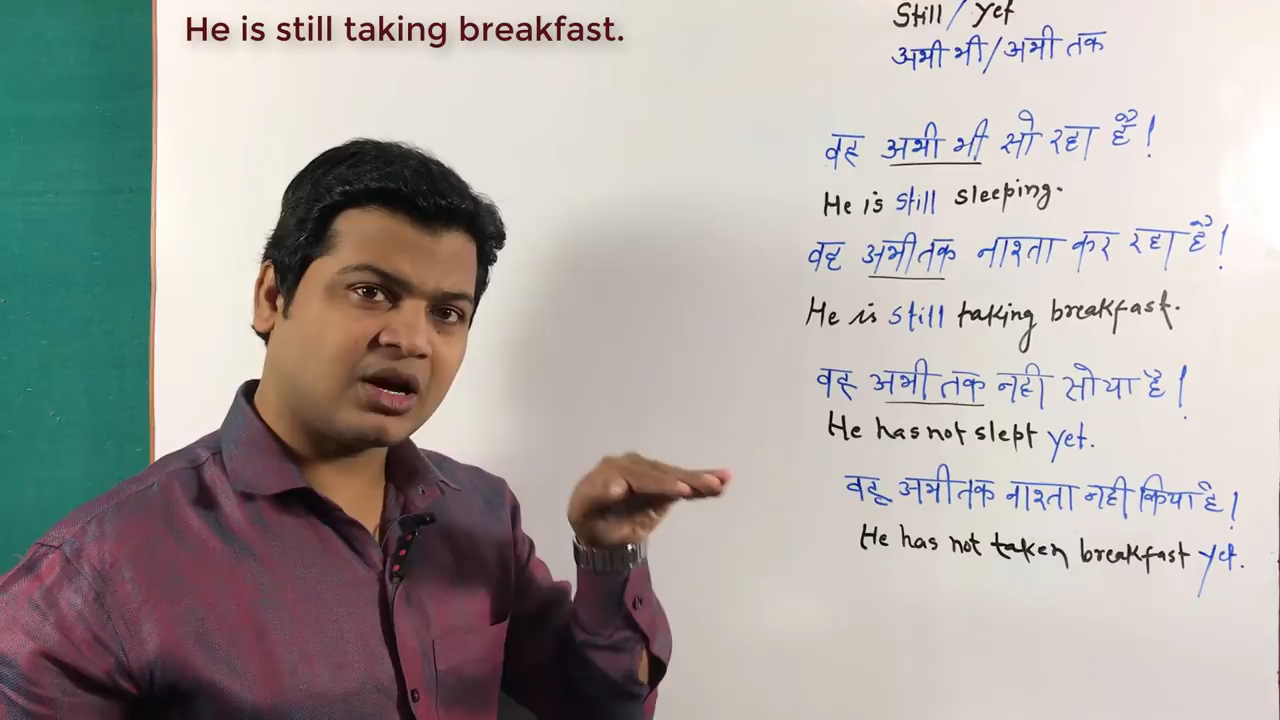 He is still taking breakfast.
Still / Yet
अभी भी / अभी तक
वह अभी भी सो रहा है !
He is still sleeping.
वह अभी तक नाश्ता कर रहा है !
He is still taking breakfast.
वह अभी तक नही सोया है !
He has not slept yet.
वह अभी तक नाश्ता नही किया है !
He has not taken breakfast yet.